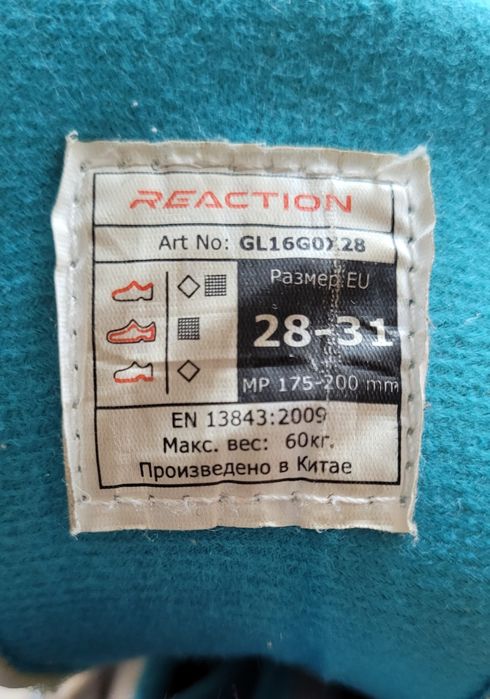 REACTION
Art No: GL16G0X28
Размер EU
28-31
MP 175-200 mm
EN 13843:2009
Макс. вес: 60кг.
Произведено в Китае